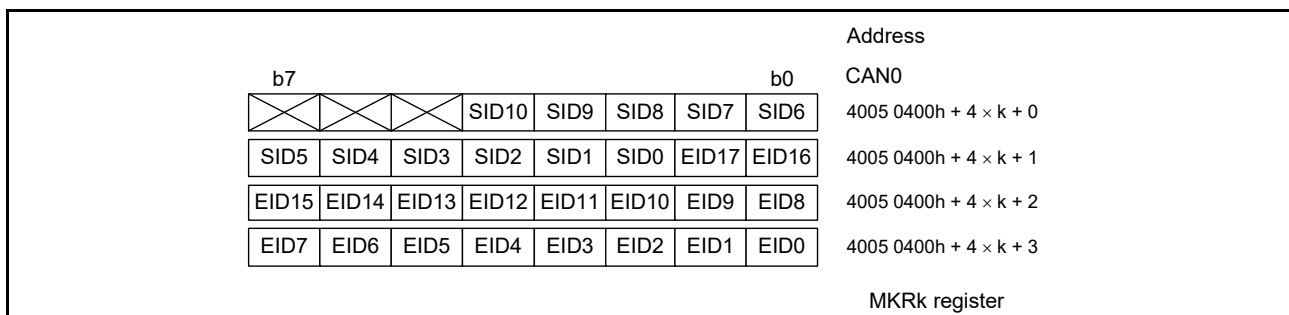 Address
b7 b0 CAN0
SID10 SID9 SID8 SID7 SID6 4005 0400h + 4 × k + 0
SID5 SID4 SID3 SID2 SID1 SID0 EID17 EID16 4005 0400h + 4 × k + 1
EID15 EID14 EID13 EID12 EID11 EID10 EID9 EID8 4005 0400h + 4 × k + 2
EID7 EID6 EID5 EID4 EID3 EID2 EID1 EID0 4005 0400h + 4 × k + 3
MKRk register